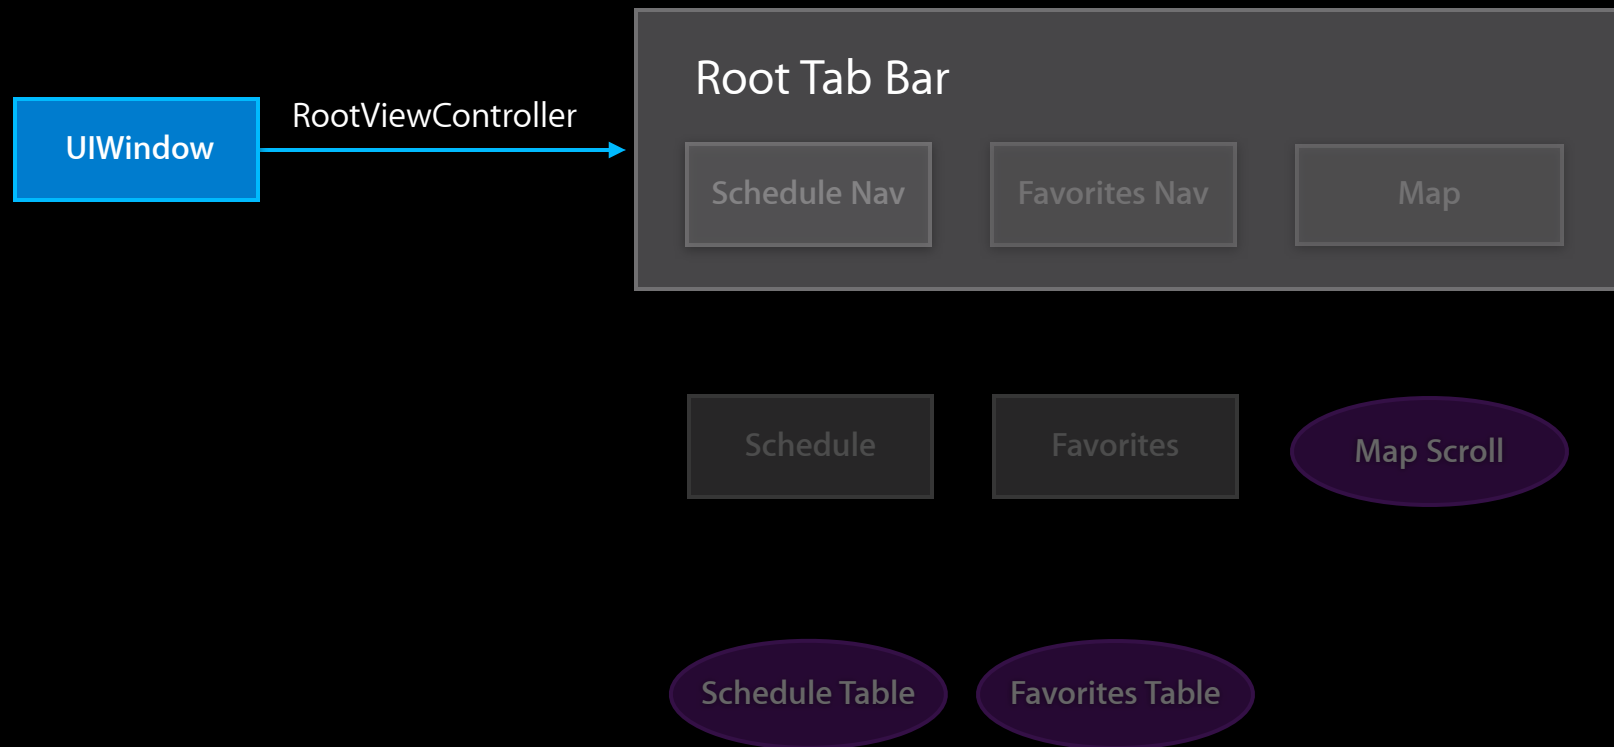 Root Tab Bar
RootViewController
UIWindow
Schedule Nav
Favorites Nav
Map
Schedule
Favorites
Map Scroll
Schedule Table
Favorites Table